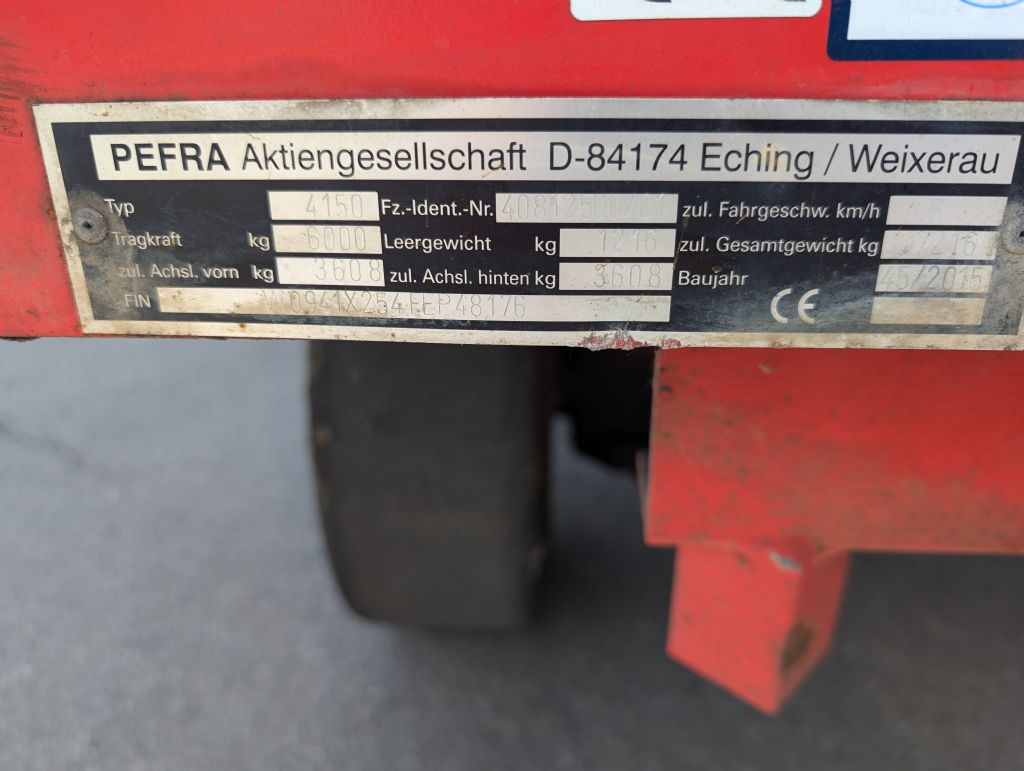 PEFRA Aktiengesellschaft D-84174 Eching / Weixerau
Typ 4150 Fz.-Ident.-Nr. zul. Fahrgeschw. km/h 6
Tragkraft kg 6000 Leergewicht kg 1216 zul. Gesamtgewicht kg 7216
zul. Achsl. vorn kg 3608 zul. Achsl. hinten kg 3608 Baujahr 45/2015
FIN CE